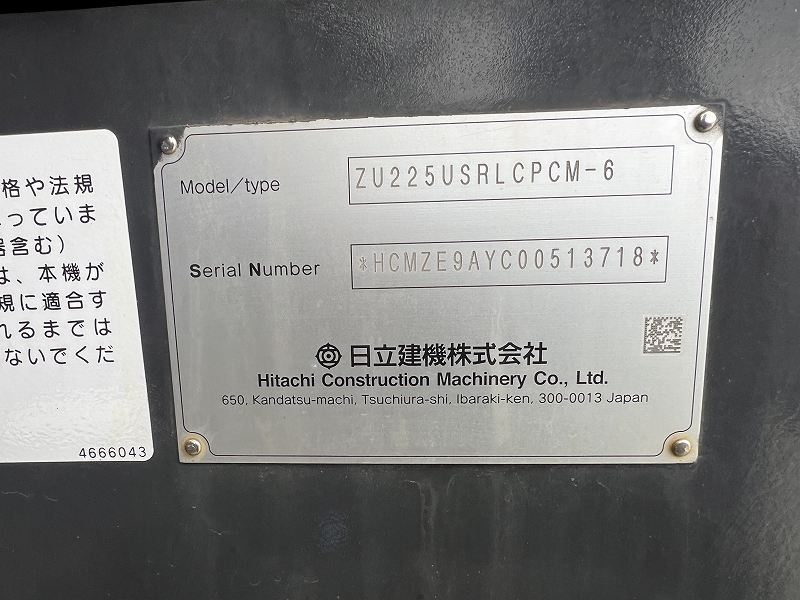 格や法規
っていま
器含む)
は、本機が
規に適合す
れるまでは
ないでくだ
4666043
Model/type
ZU225USRLCPCM-6
Serial Number
*HCMZE9AYC00513718*
日立建機株式会社
Hitachi Construction Machinery Co., Ltd.
650, Kandatsu-machi, Tsuchiura-shi, Ibaraki-ken, 300-0013 Japan